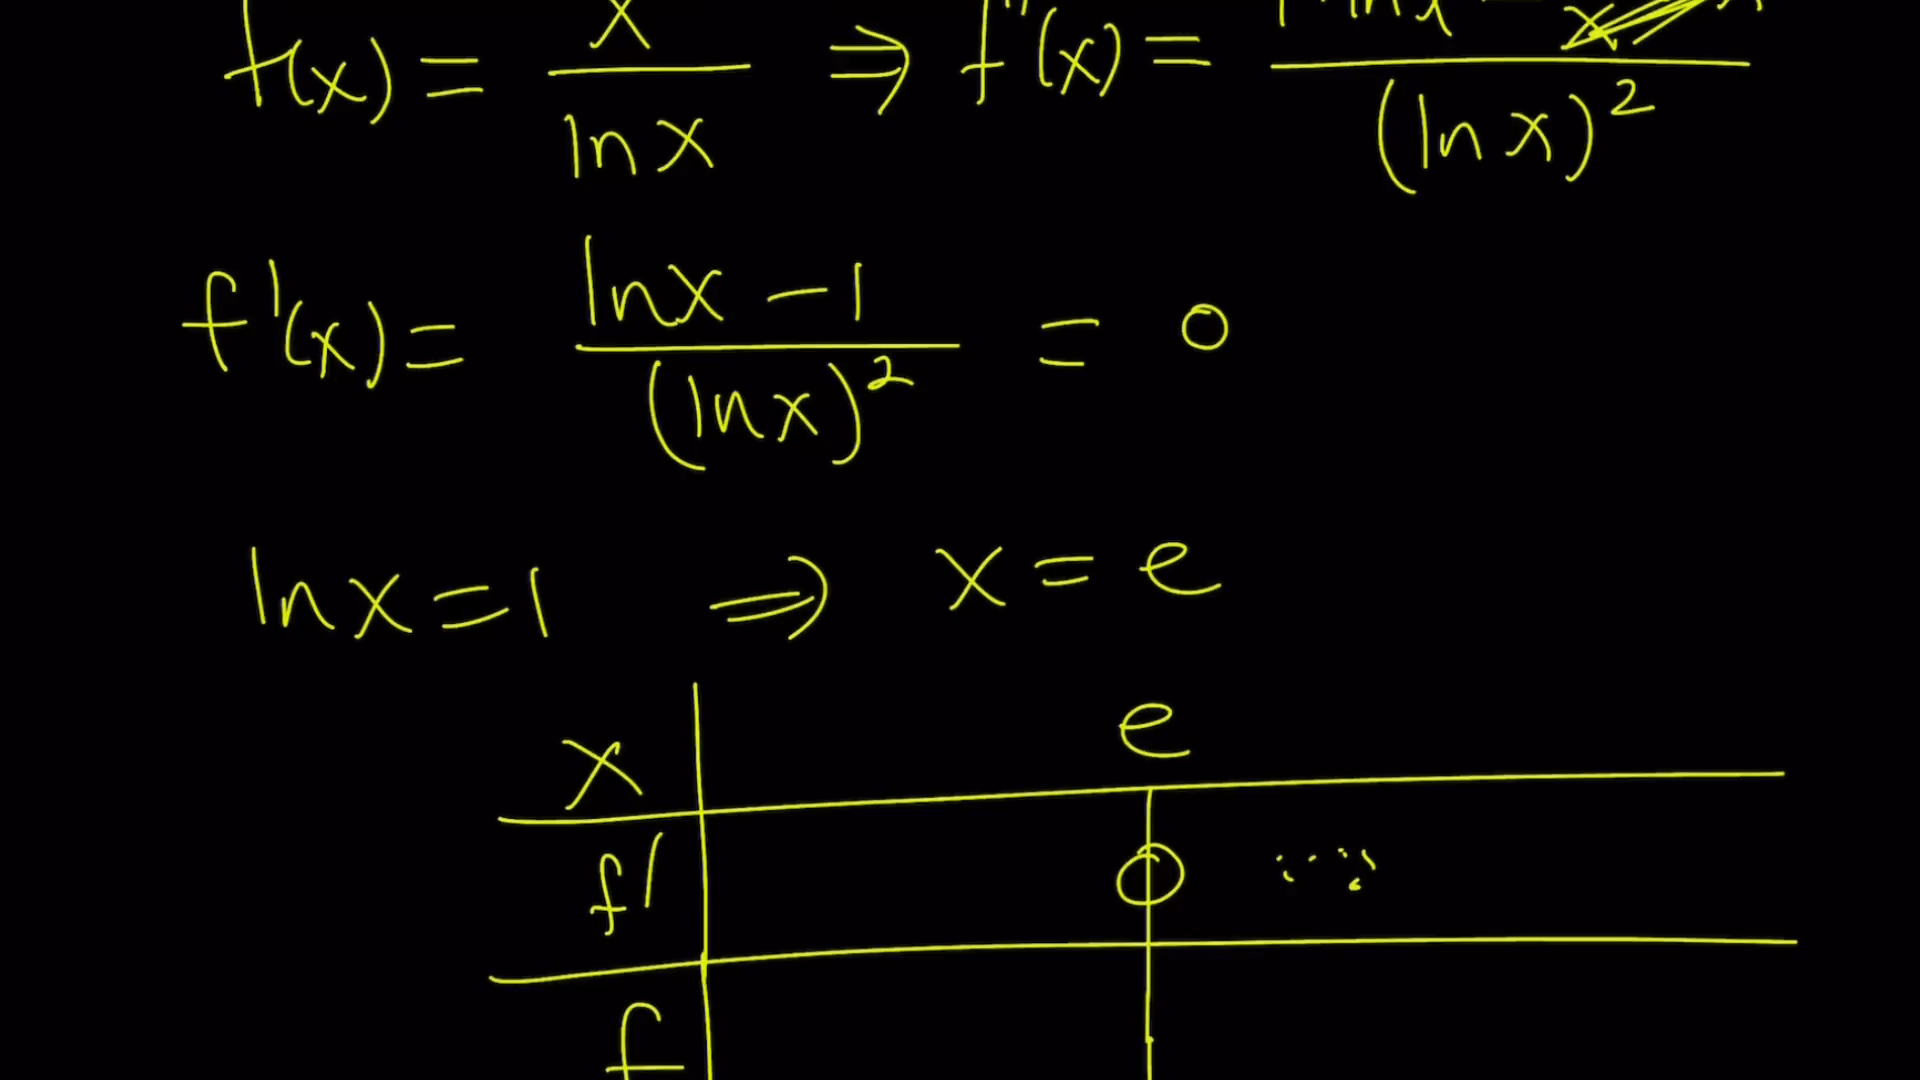 f(x) = x / ln x ⇒ f'(x) = / (ln x)²
f'(x) = ln x − 1 / (ln x)² = 0
ln x = 1 ⇒ x = e
x e
f' 0
f